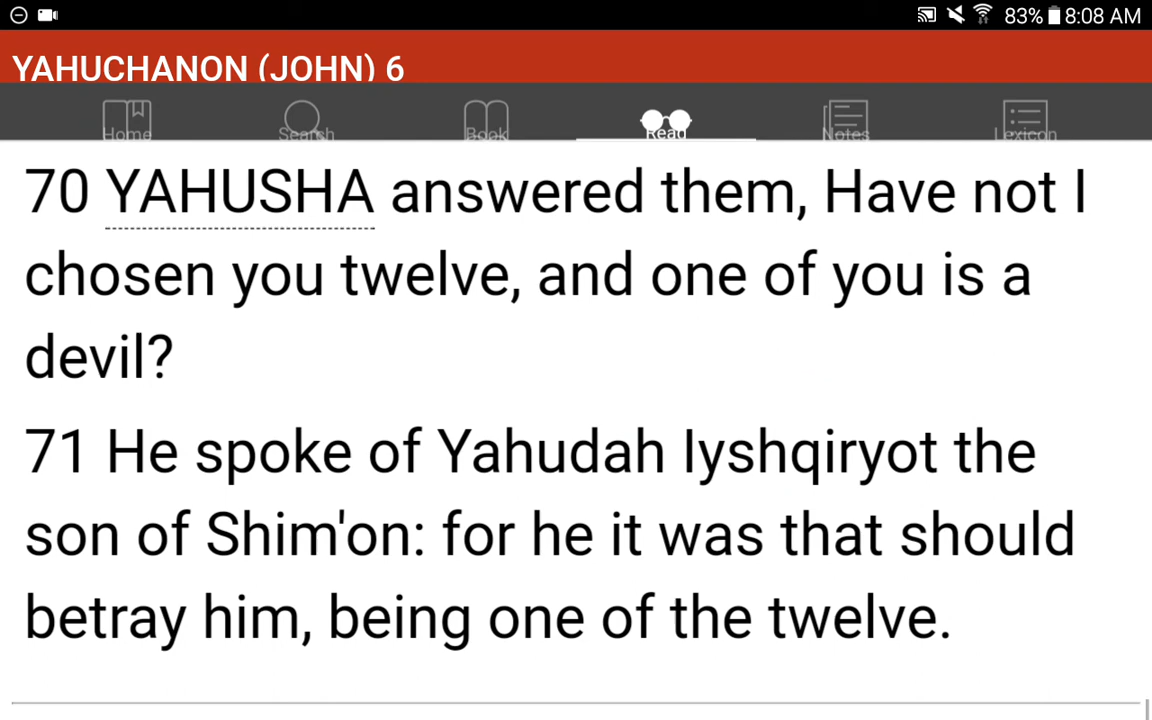 83% 8:08 AM
YAHUCHANON (JOHN) 6
Home Search Book Read Notes Lexicon
70 YAHUSHA answered them, Have not I
chosen you twelve, and one of you is a
devil?
71 He spoke of Yahudah Iyshqiryot the
son of Shim'on: for he it was that should
betray him, being one of the twelve.